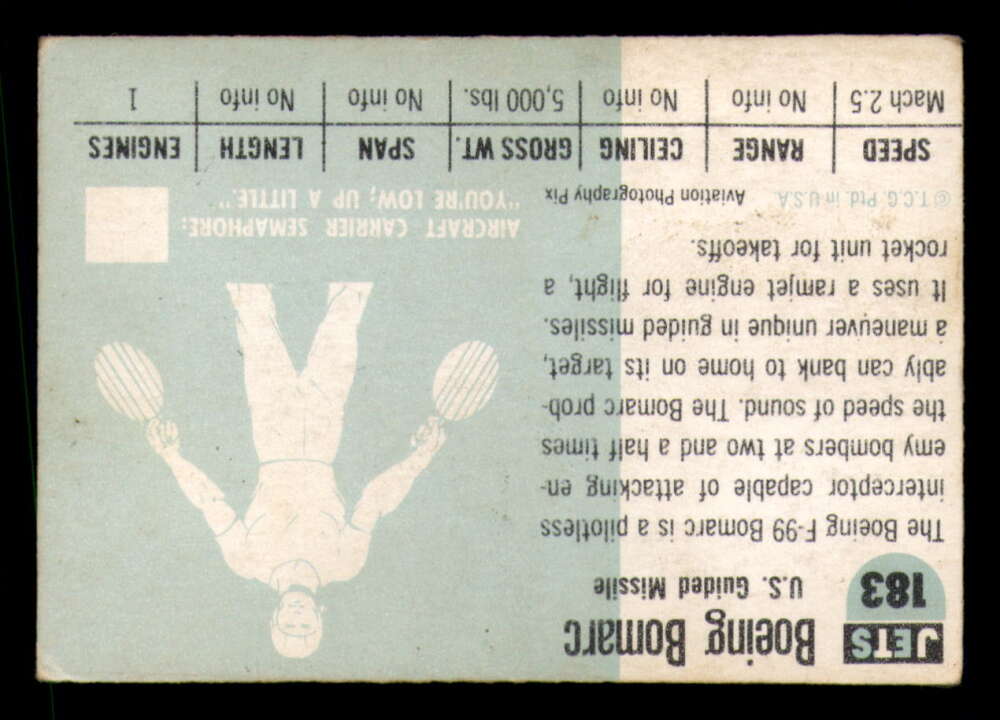 JETS
183
Boeing Bomarc
U.S. Guided Missile
The Boeing F-99 Bomarc is a pilotless
interceptor capable of attacking en-
emy bombers at two and a half times
the speed of sound. The Bomarc prob-
ably can bank to home on its target,
a maneuver unique in guided missiles.
It uses a ramjet engine for flight, a
rocket unit for takeoffs.
© T.C.G. Ptd. in U.S.A.
Aviation Photography Pix
AIRCRAFT CARRIER SEMAPHORE:
"YOU'RE LOW; UP A LITTLE."
SPEED RANGE CEILING GROSS WT. SPAN LENGTH ENGINES
Mach 2.5 No info No info 5,000 lbs. No info No info 1